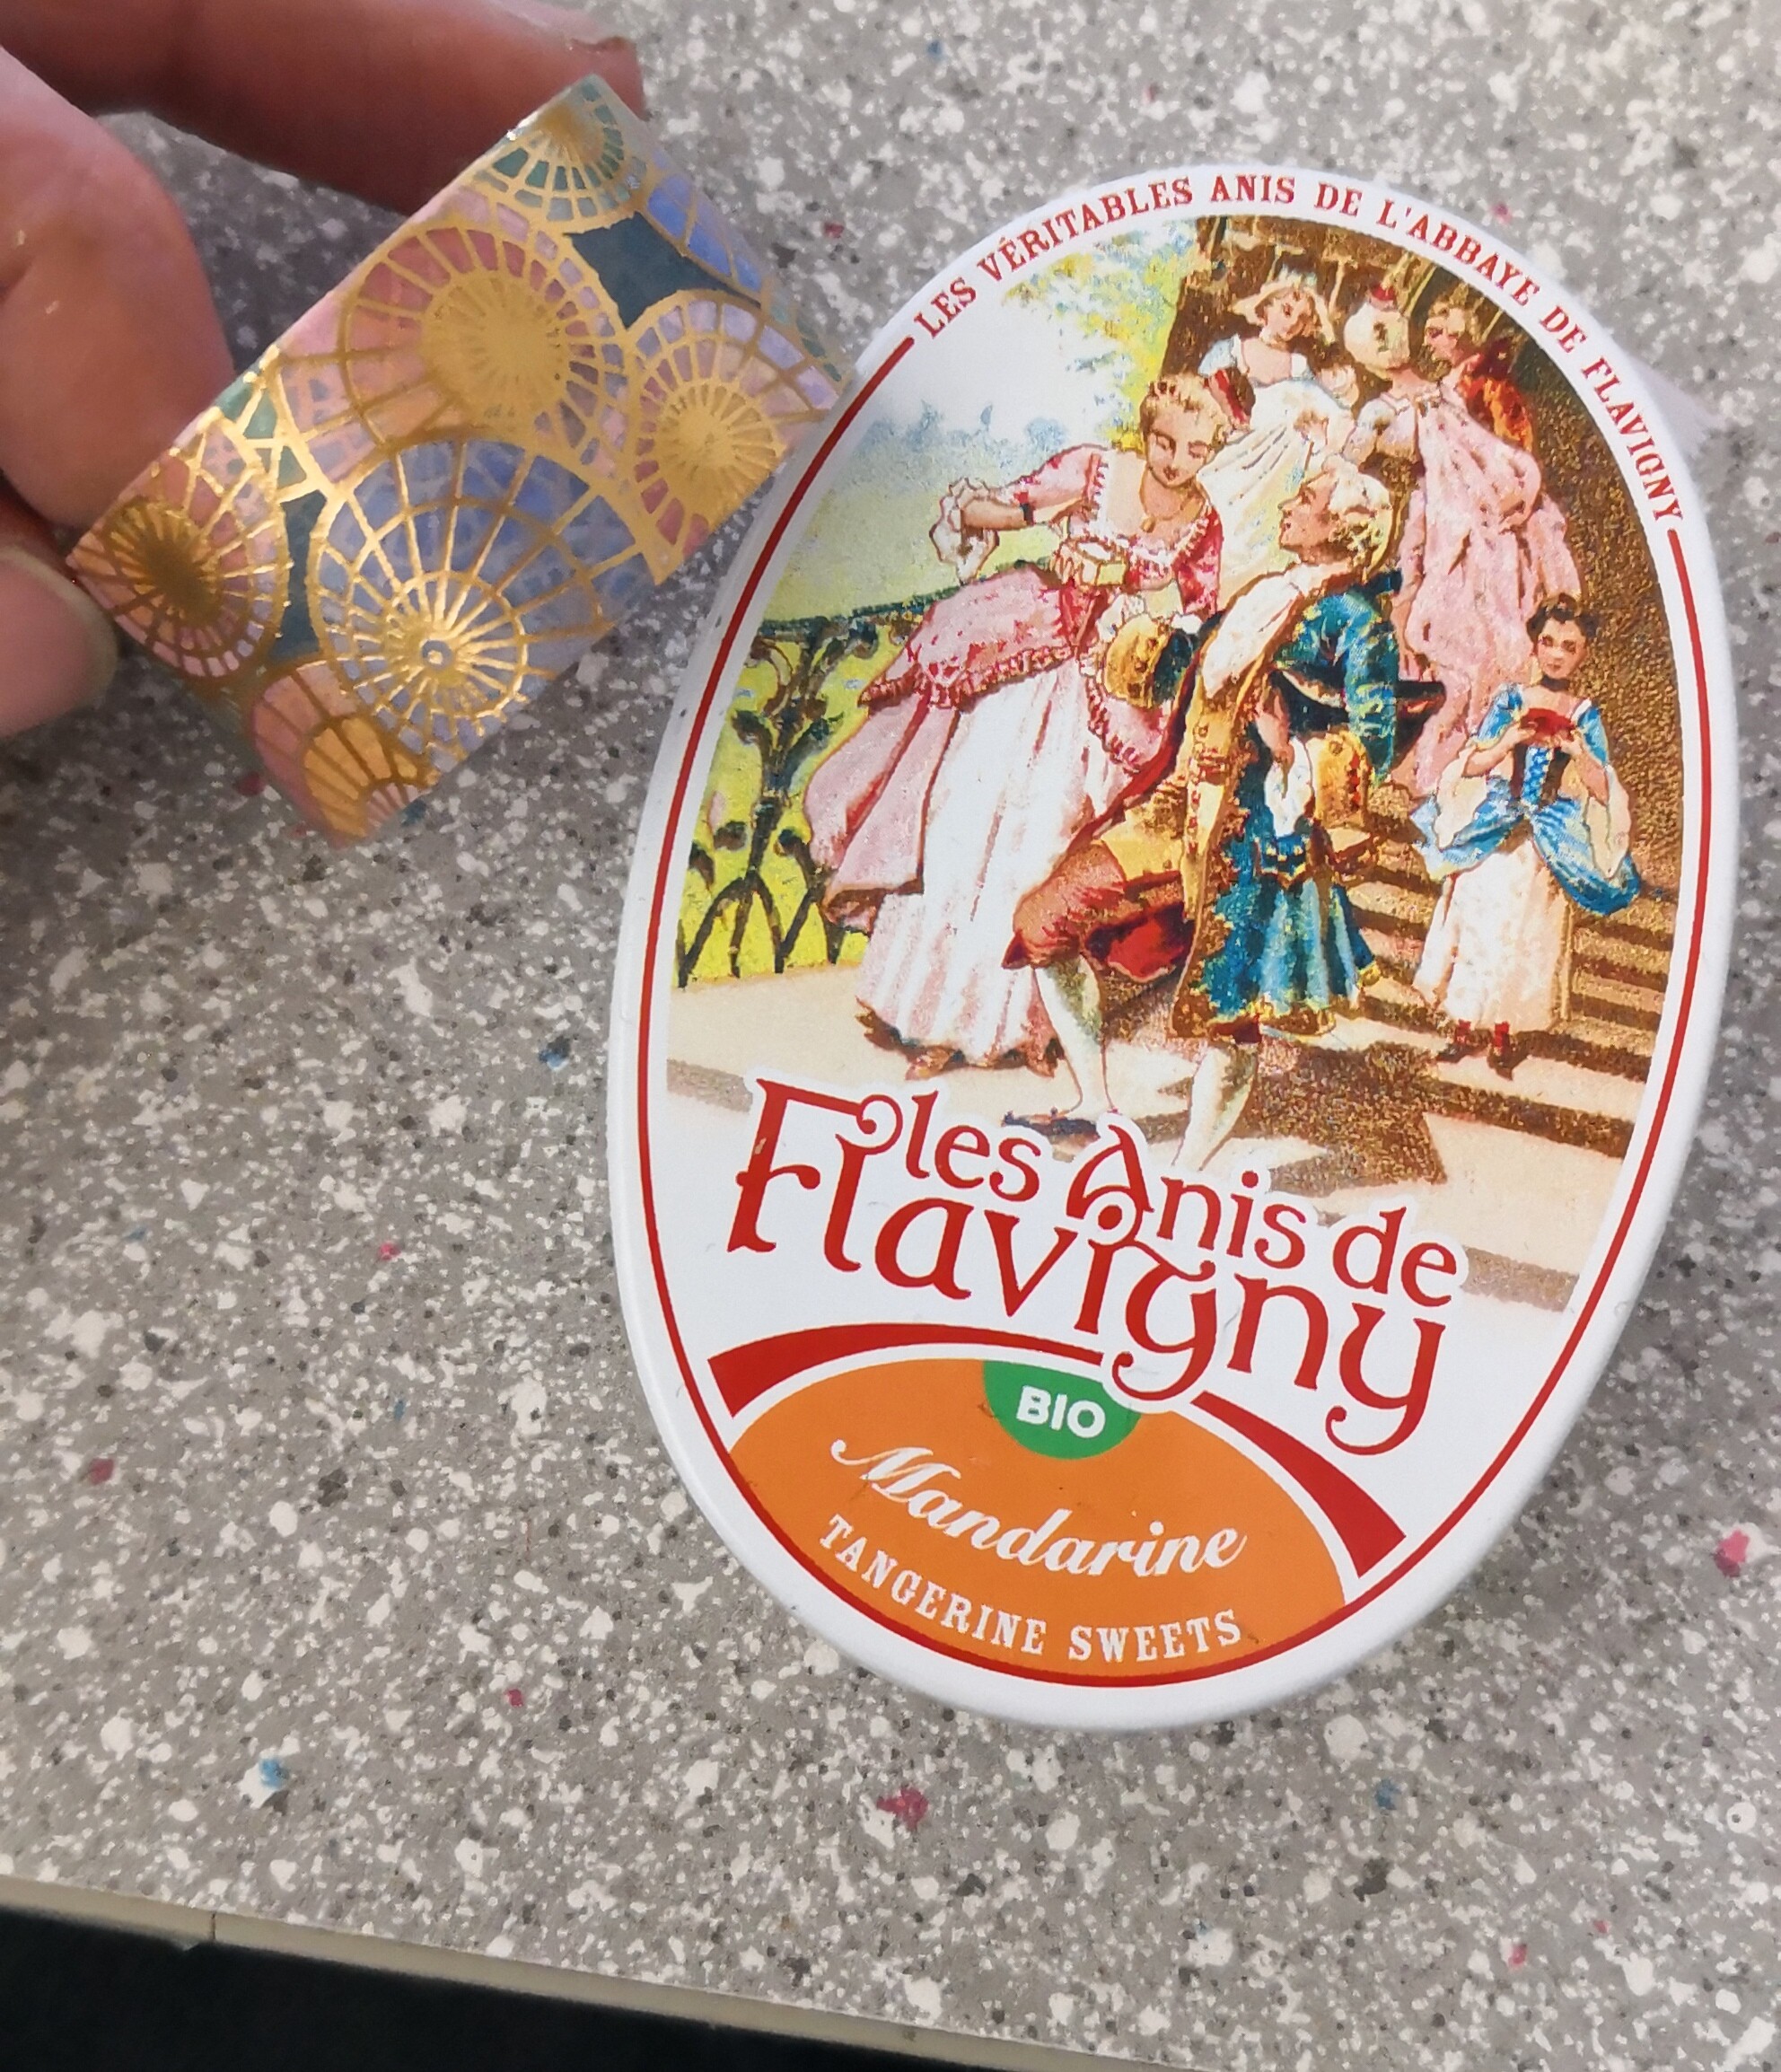 LES VÉRITABLES ANIS DE L'ABBAYE DE FLAVIGNY
les Anis de
Flavigny
BIO
Mandarine
TANGERINE SWEETS